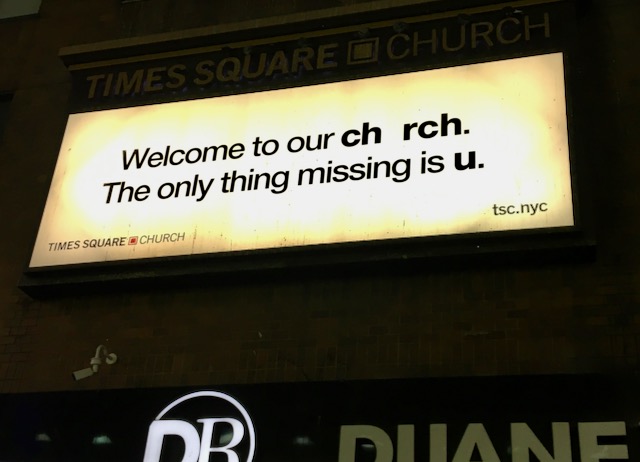 TIMES SQUARE CHURCH
Welcome to our ch rch.
The only thing missing is u.
tsc.nyc
TIMES SQUARE CHURCH
DR
DUANE